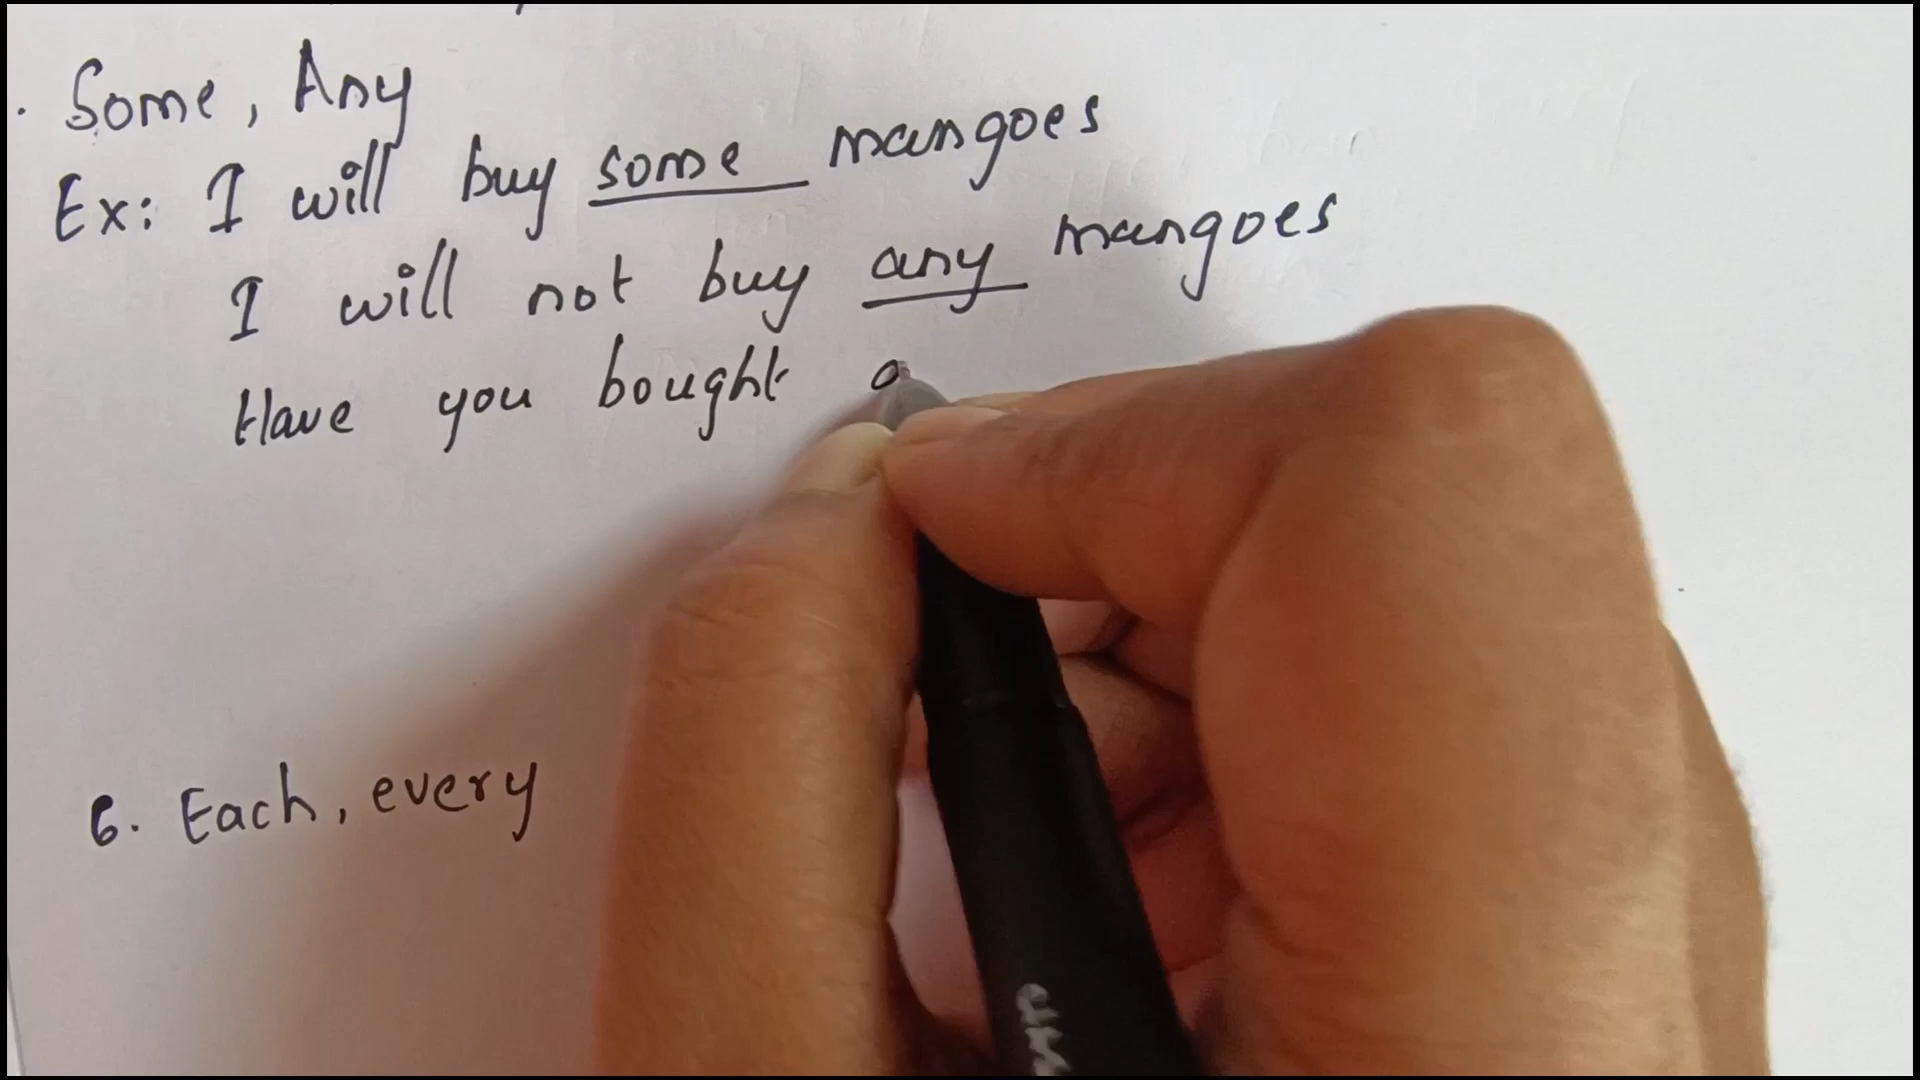 . Some, Any
Ex: I will buy some mangoes
I will not buy any mangoes
Have you bought a
6. Each, every